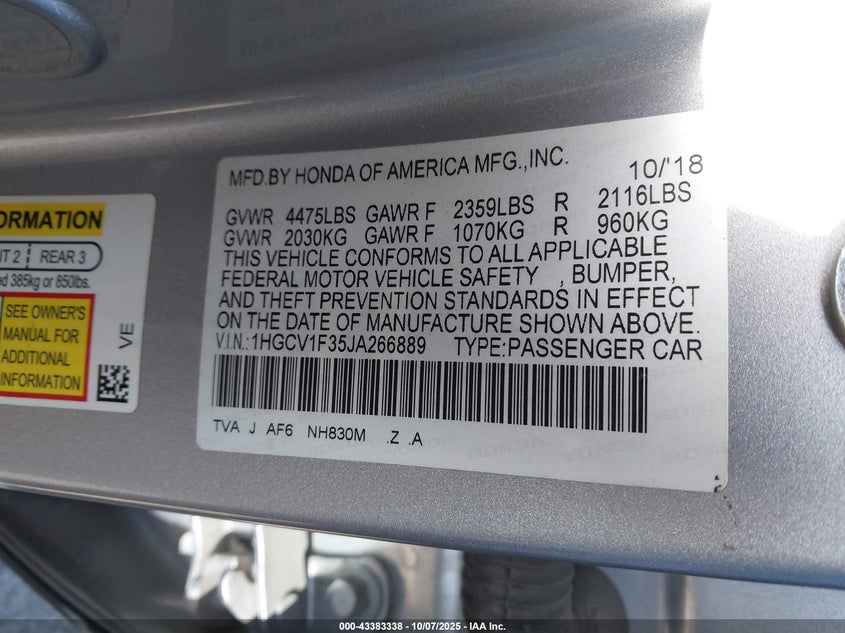 MFD.BY HONDA OF AMERICA MFG.,INC. 10/'18
GVWR 4475LBS GAWR F 2359LBS R 2116LBS
GVWR 2030KG GAWR F 1070KG R 960KG
THIS VEHICLE CONFORMS TO ALL APPLICABLE
FEDERAL MOTOR VEHICLE SAFETY , BUMPER,
AND THEFT PREVENTION STANDARDS IN EFFECT
ON THE DATE OF MANUFACTURE SHOWN ABOVE.
V.I.N.:1HGCV1F35JA266889 TYPE:PASSENGER CAR
TVA J AF6 NH830M .Z .A
REAR 3
385kg or 850lbs.
SEE OWNER'S
MANUAL FOR
ADDITIONAL
INFORMATION
VE
000-43383338 - 10/07/2025 - IAA Inc.